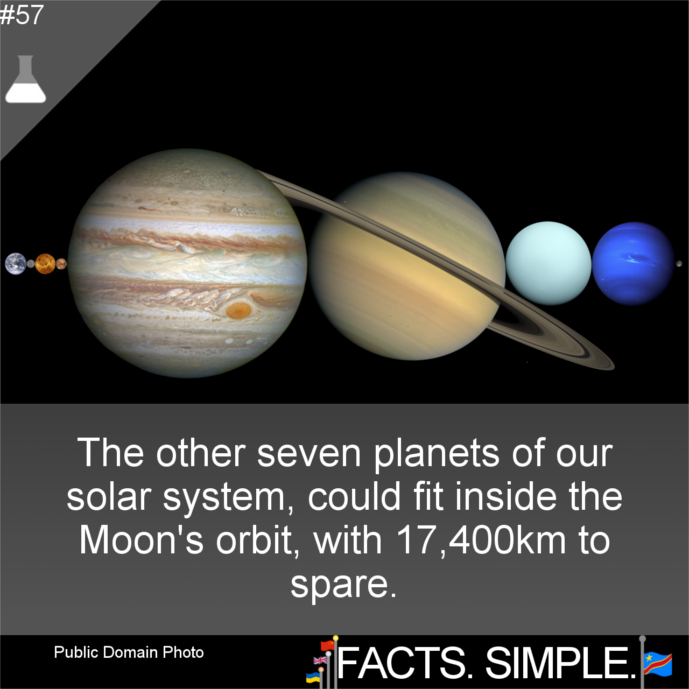 #57
The other seven planets of our
solar system, could fit inside the
Moon's orbit, with 17,400km to
spare.
Public Domain Photo
FACTS. SIMPLE.